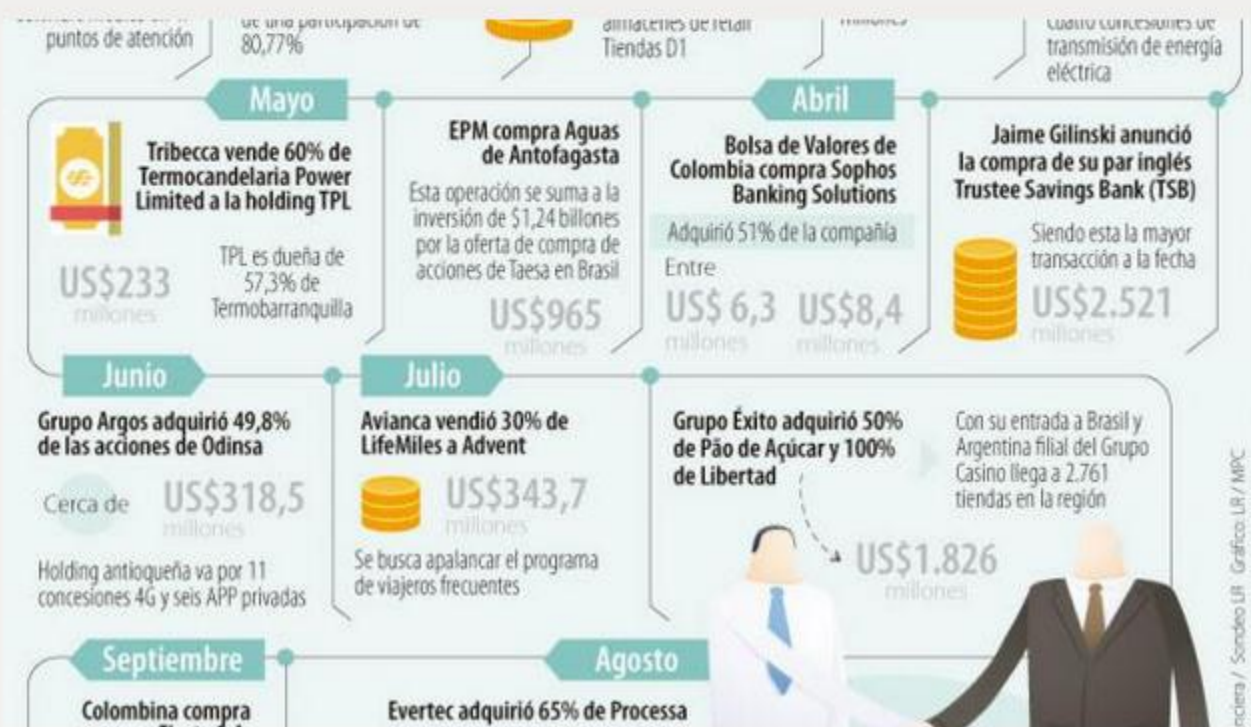 puntos de atención
de una participación de
80,77%
almacenes de retail
Tiendas D1
millones
cuatro concesiones de
transmisión de energía
eléctrica
Mayo
Tribecca vende 60% de
Termocandelaria Power
Limited a la holding TPL
US$233
millones
TPL es dueña de
57,3% de
Termobarranquilla
EPM compra Aguas
de Antofagasta
Esta operación se suma a la
inversión de $1,24 billones
por la oferta de compra de
acciones de Taesa en Brasil
US$965
millones
Abril
Bolsa de Valores de
Colombia compra Sophos
Banking Solutions
Adquirió 51% de la compañía
Entre
US$ 6,3 US$8,4
millones millones
Jaime Gilinski anunció
la compra de su par inglés
Trustee Savings Bank (TSB)
Siendo esta la mayor
transacción a la fecha
US$2.521
millones
Junio
Grupo Argos adquirió 49,8%
de las acciones de Odinsa
Cerca de US$318,5
millones
Holding antioqueña va por 11
concesiones 4G y seis APP privadas
Julio
Avianca vendió 30% de
LifeMiles a Advent
US$343,7
millones
Se busca apalancar el programa
de viajeros frecuentes
Grupo Éxito adquirió 50%
de Pão de Açúcar y 100%
de Libertad
Con su entrada a Brasil y
Argentina filial del Grupo
Casino llega a 2.761
tiendas en la región
US$1.826
millones
Septiembre
Colombina compra
Agosto
Evertec adquirió 65% de Processa
/ Sondeo LR Gráfico: LR / MPC